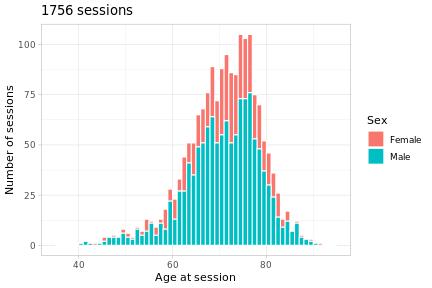 1756 sessions
100
75
50
25
0
Number of sessions
40 60 80
Age at session
Sex
Female
Male